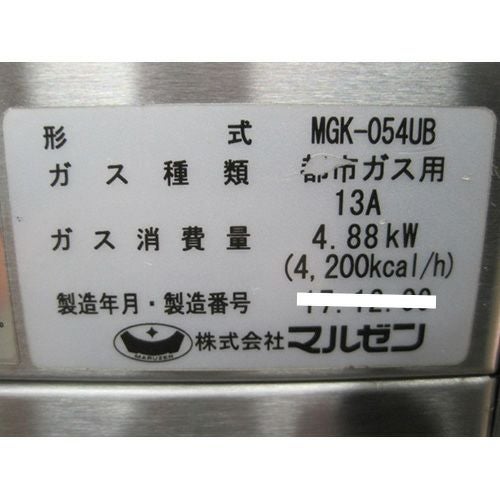 形 式 MGK-054UB
ガス種類 都市ガス用
13A
ガス消費量 4.88kW
(4,200kcal/h)
製造年月・製造番号
MARUZEN 株式会社 マルゼン